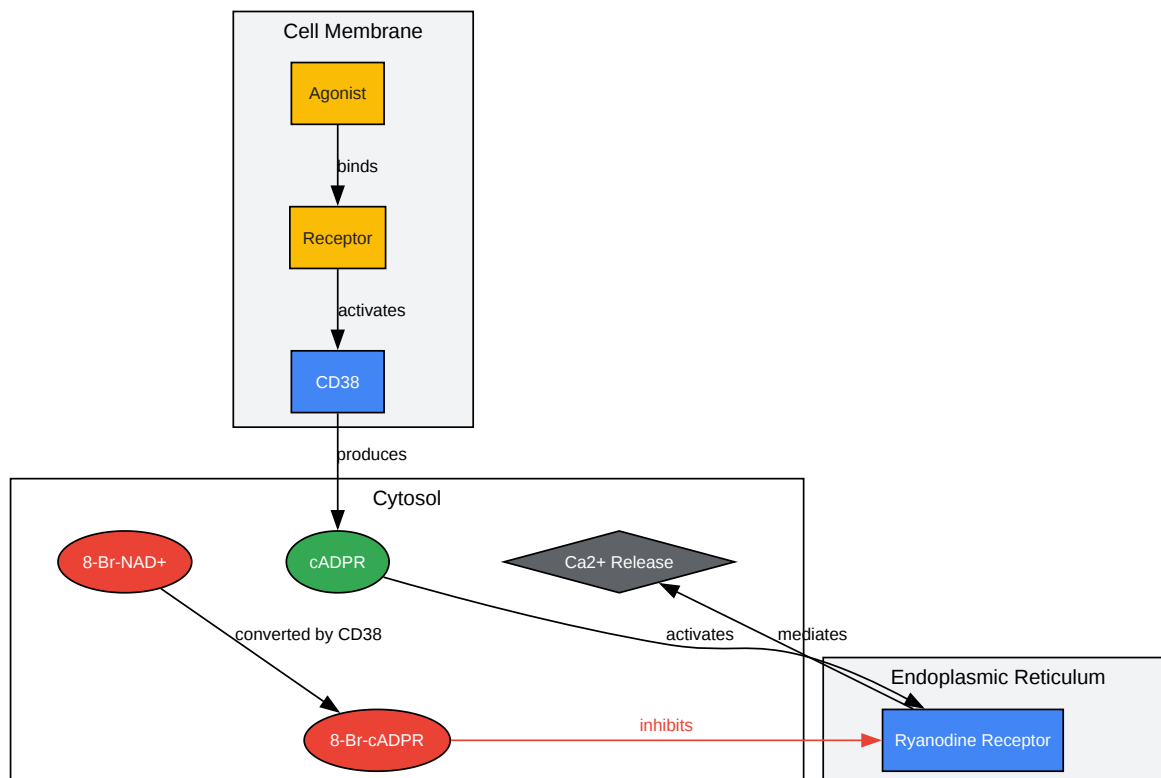 Cell Membrane
Agonist
binds
Receptor
activates
CD38
produces
Cytosol
8-Br-NAD+
cADPR
Ca2+ Release
converted by CD38
activates
mediates
Endoplasmic Reticulum
8-Br-cADPR
inhibits
Ryanodine Receptor